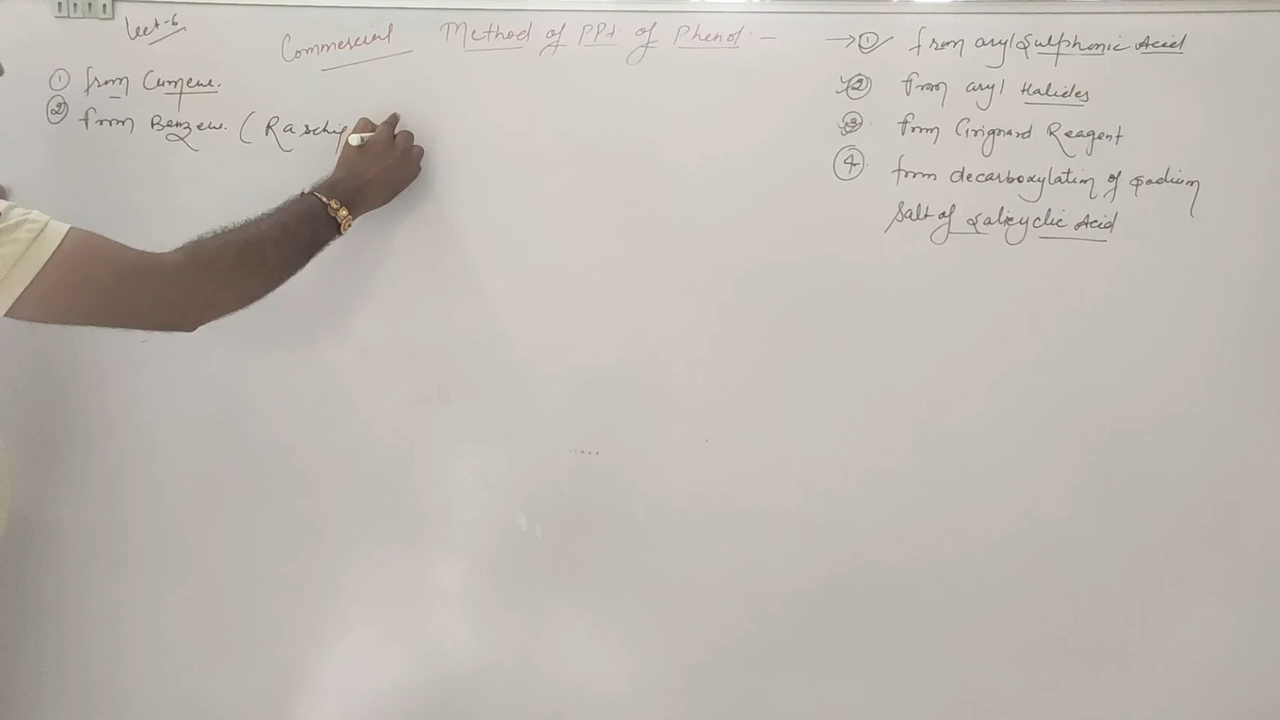 Lect-6
Commercial Method of PPt. of Phenol:-
① from Cumene.
② from Benzene. ( Raschig
→① from aryl Sulphonic Acid
② from aryl Halides
③ from Grignard Reagent
④ from decarboxylation of Sodium
Salt of Salicyclic Acid